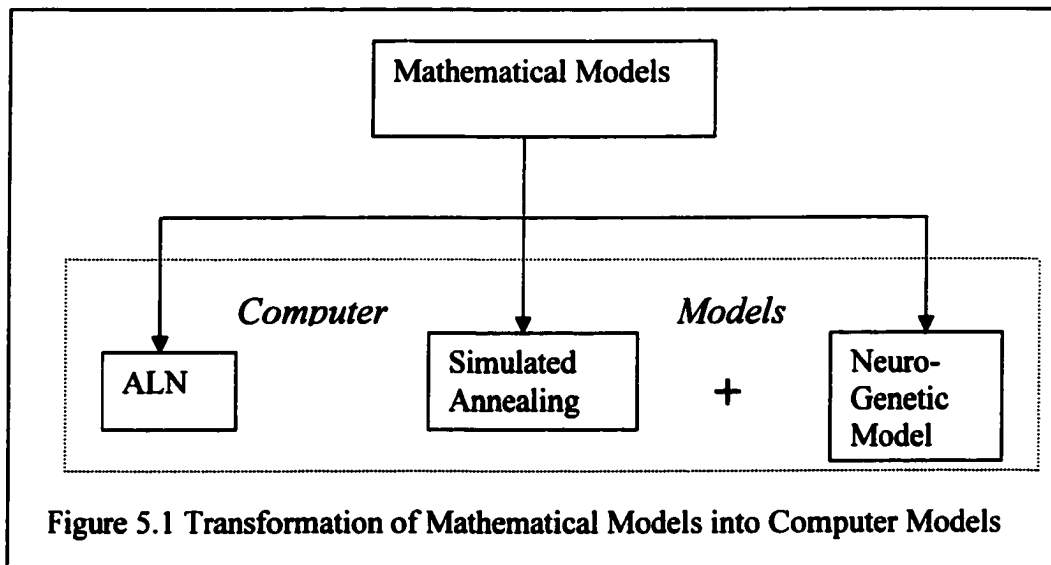 Mathematical Models
Computer Models
ALN
Simulated
Annealing
+
Neuro-
Genetic
Model
Figure 5.1 Transformation of Mathematical Models into Computer Models